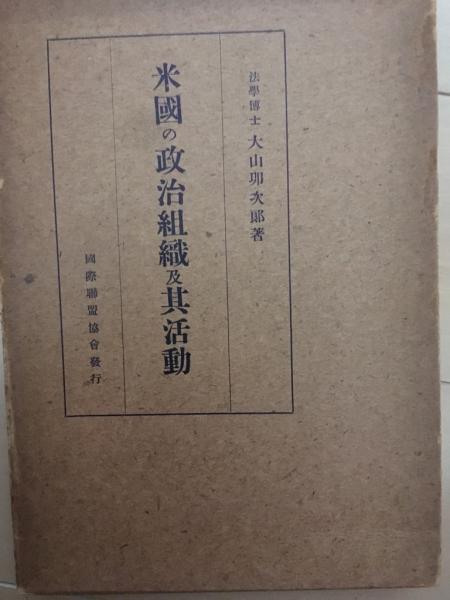 法學博士 大山卯次郎著
米國の政治組織及其活動
國際聯盟協會發行